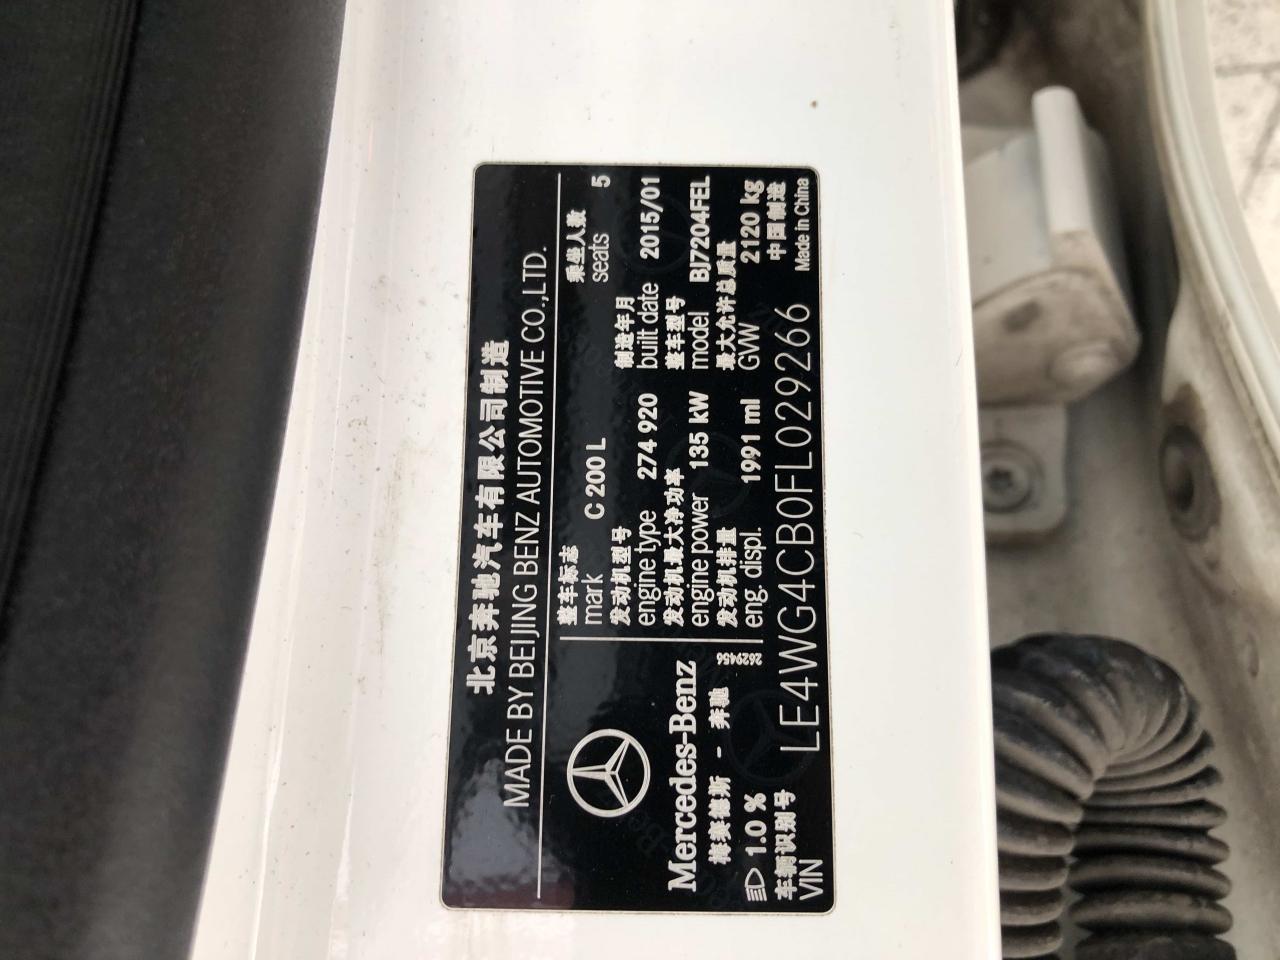 北京奔驰汽车有限公司制造
MADE BY BEIJING BENZ AUTOMOTIVE CO.,LTD.
Mercedes-Benz
梅赛德斯 - 奔驰
2629456
1.0 %
整车标志 乘坐人数
mark C 200 L seats 5
发动机型号 制造年月
engine type 274 920 built date 2015/01
发动机最大净功率 整车型号
engine power 135 kW model BJ7204FEL
发动机排量 最大允许总质量
eng. displ. 1991 ml GVW 2120 kg
车辆识别号 中国制造
VIN LE4WG4CB0FL029266 Made in China